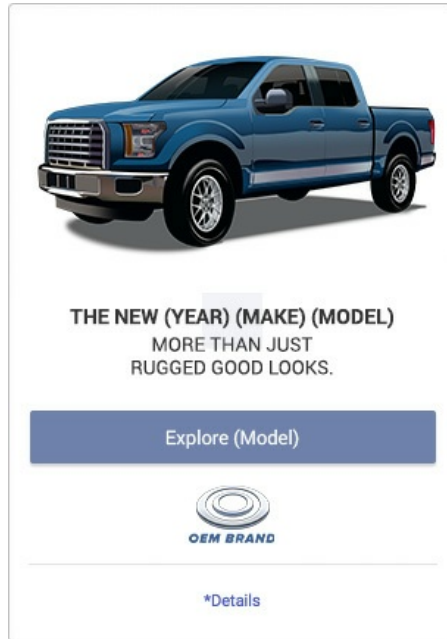 THE NEW (YEAR) (MAKE) (MODEL)
MORE THAN JUST
RUGGED GOOD LOOKS.
Explore (Model)
OEM BRAND
*Details